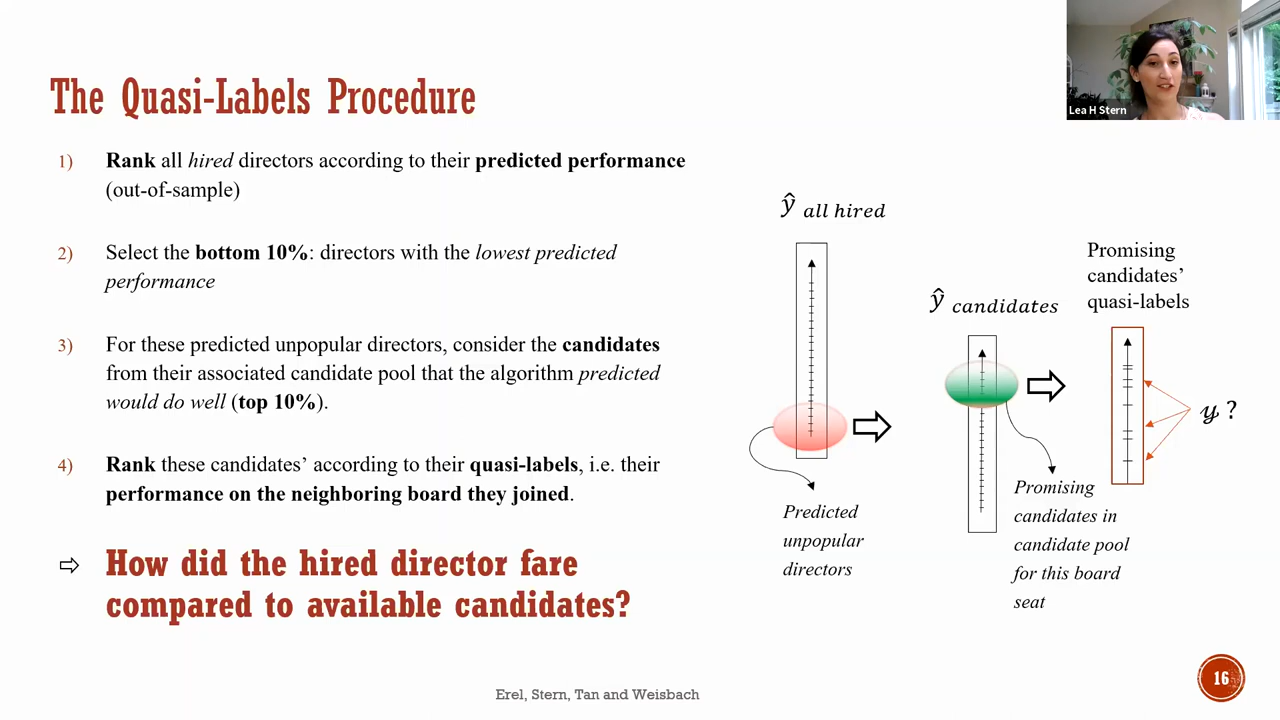 Lea H Stern
The Quasi-Labels Procedure
1) Rank all hired directors according to their predicted performance
(out-of-sample)
2) Select the bottom 10%: directors with the lowest predicted
performance
3) For these predicted unpopular directors, consider the candidates
from their associated candidate pool that the algorithm predicted
would do well (top 10%).
4) Rank these candidates’ according to their quasi-labels, i.e. their
performance on the neighboring board they joined.
⇨ How did the hired director fare
compared to available candidates?
ŷ all hired
Predicted
unpopular
directors
ŷ candidates
Promising
candidates in
candidate pool
for this board
seat
Promising
candidates’
quasi-labels
y ?
Erel, Stern, Tan and Weisbach
16